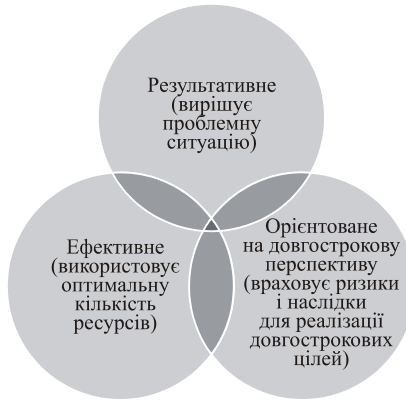 Результативне
(вирішує
проблемну
ситуацію)
Ефективне
(використовує
оптимальну
кількість
ресурсів)
Орієнтоване
на довгострокову
перспективу
(враховує ризики
і наслідки
для реалізації
довгострокових
цілей)